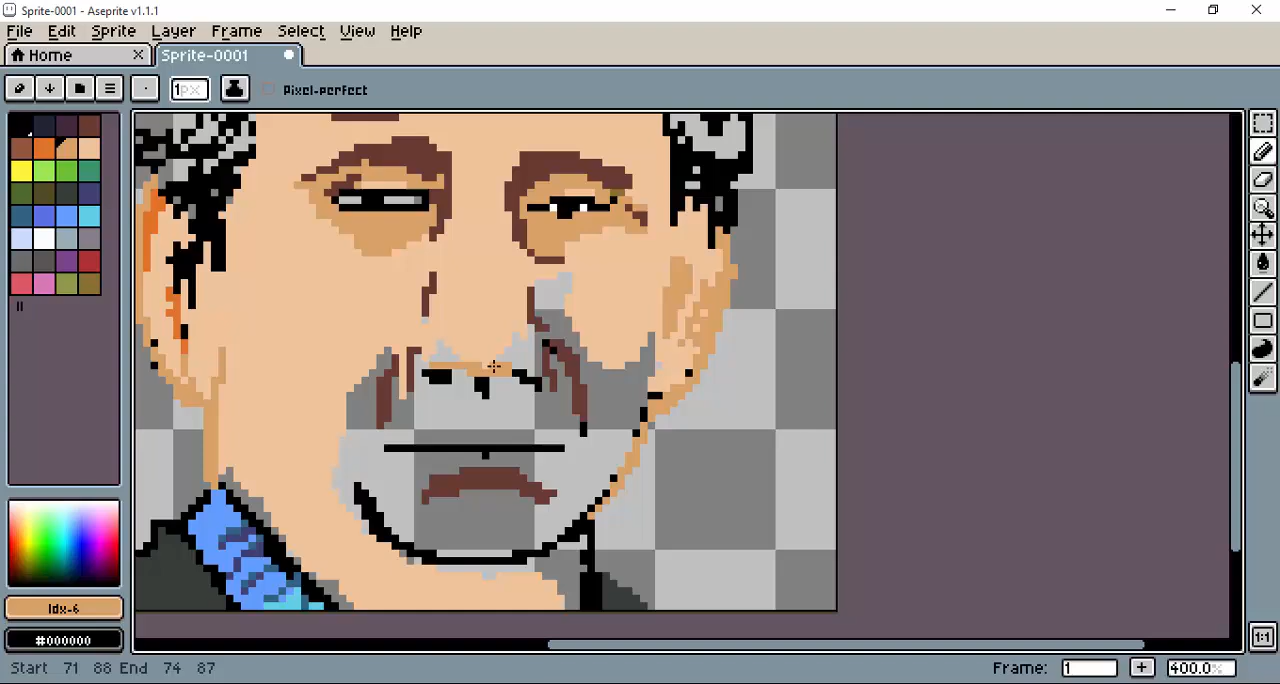 Sprite-0001 - Aseprite v1.1.1
File Edit Sprite Layer Frame Select View Help
Home Sprite-0001
1px Pixel-perfect
Idx-6
#000000
1:1
Start 71 88 End 74 87 Frame: 1 400.0%